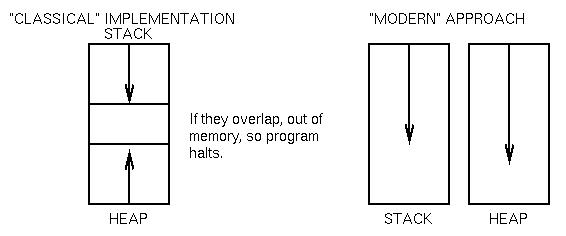 "CLASSICAL" IMPLEMENTATION
STACK
If they overlap, out of
memory, so program
halts.
HEAP
"MODERN" APPROACH
STACK
HEAP